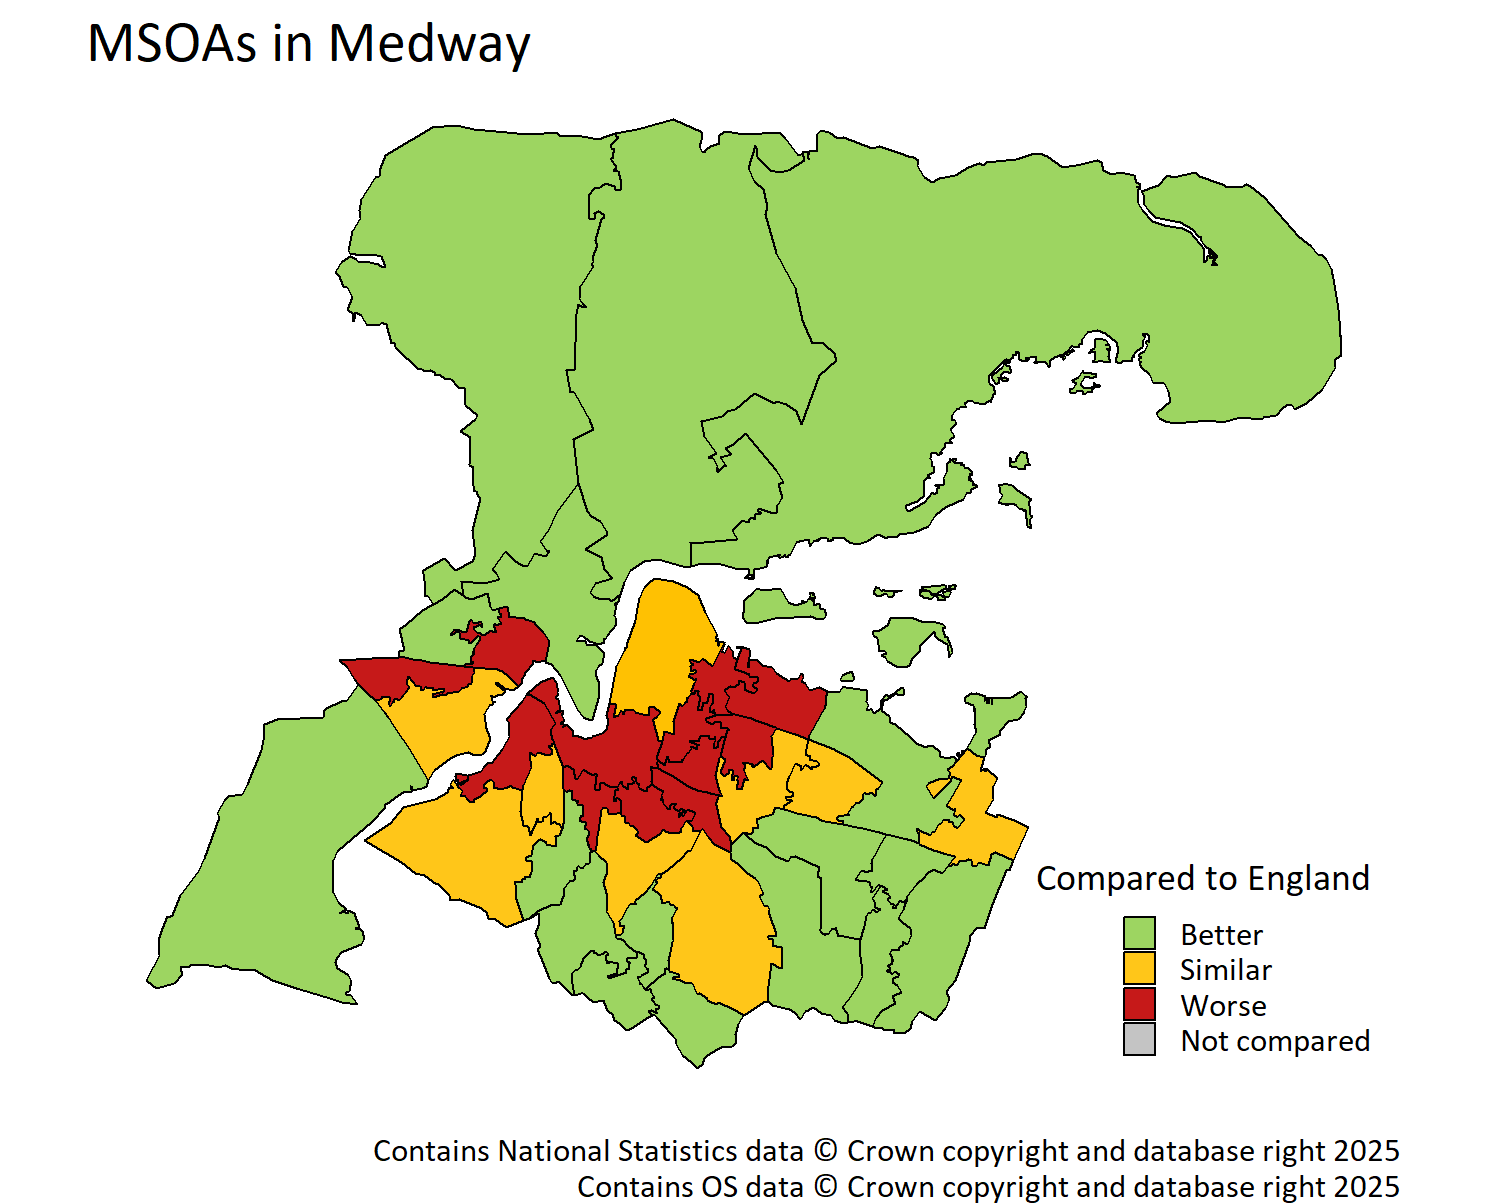 MSOAs in Medway
Compared to England
Better
Similar
Worse
Not compared
Contains National Statistics data © Crown copyright and database right 2025
Contains OS data © Crown copyright and database right 2025